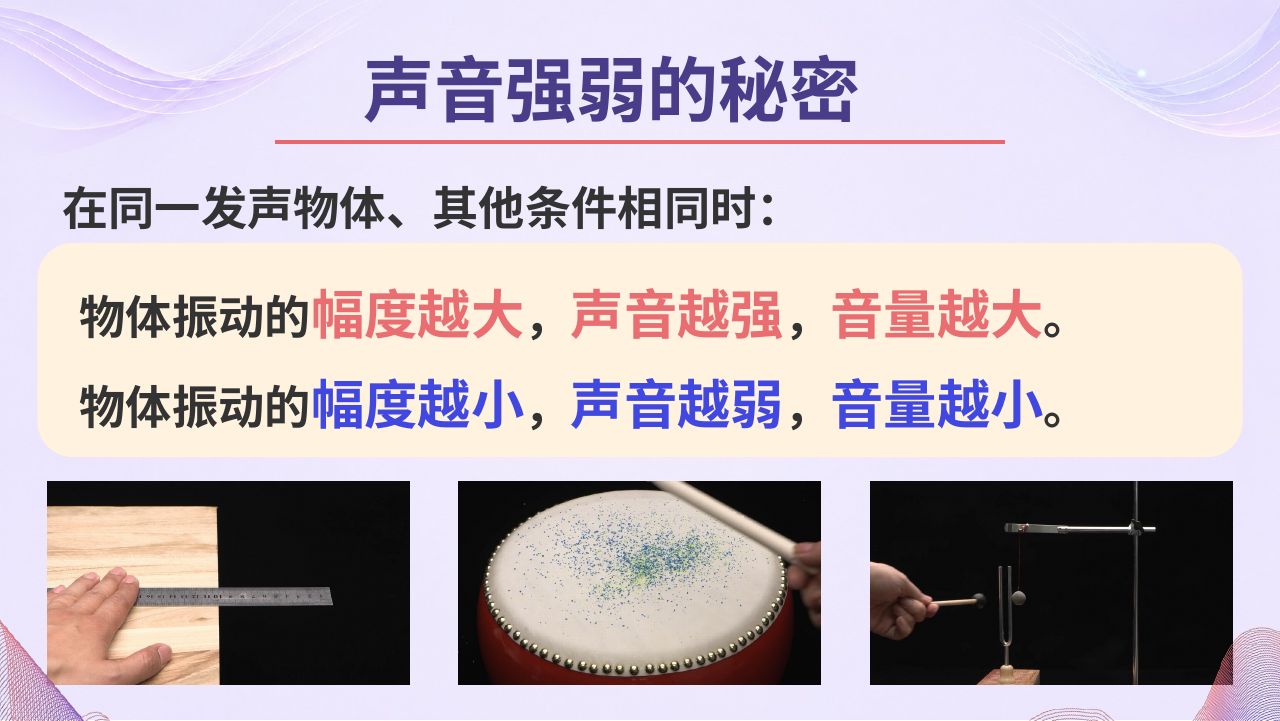 声音强弱的秘密
在同一发声物体、其他条件相同时：
物体振动的幅度越大，声音越强，音量越大。
物体振动的幅度越小，声音越弱，音量越小。